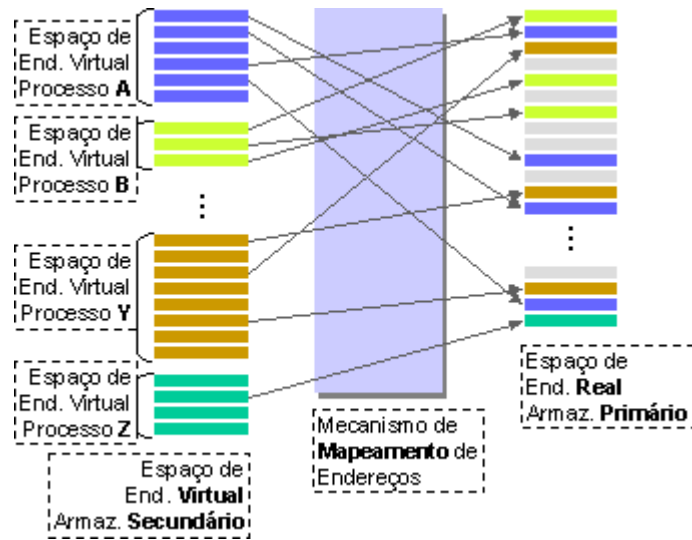 Espaço de
End. Virtual
Processo A
Espaço de
End. Virtual
Processo B
Espaço de
End. Virtual
Processo Y
Espaço de
End. Virtual
Processo Z
Espaço de
End. Virtual
Armaz. Secundário
Mecanismo de
Mapeamento de
Endereços
Espaço de
End. Real
Armaz. Primário